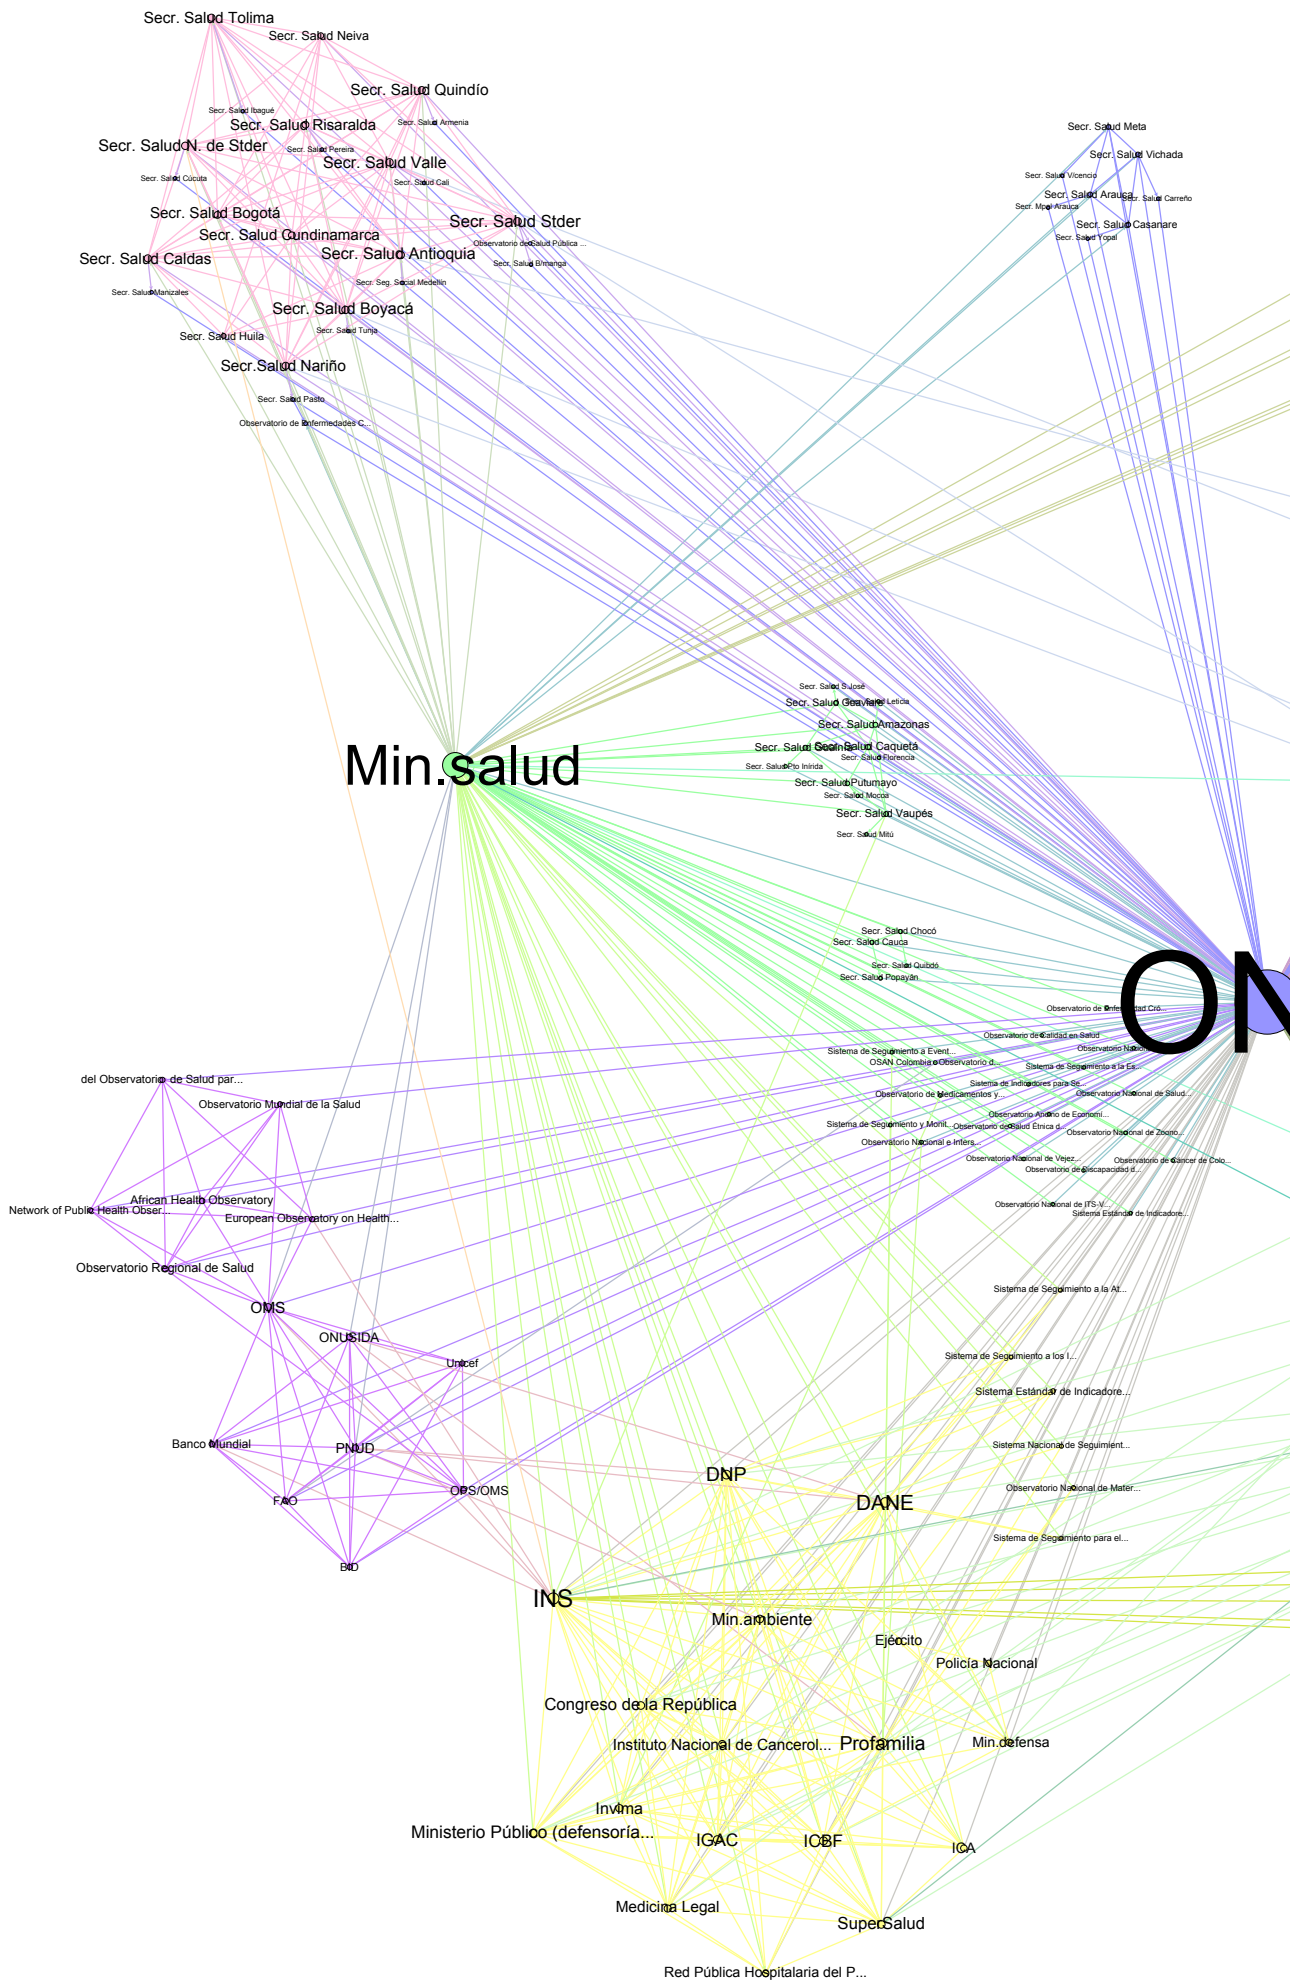 Secr. Salud Tolima
Secr. Salud Neiva
Secr. Salud Quindío
Secr. Salud Ibagué
Secr. Salud Armenia
Secr. Salud Risaralda
Secr. Salud Meta
Secr. Salud N. de Stder
Secr. Salud Pereira
Secr. Salud Vichada
Secr. Salud Valle
Secr. Salud V/cencio
Secr. Salud Cúcuta
Secr. Salud Cali
Secr. Salud Arauca
Secr. Salud Carreño
Secr. Mpal Arauca
Secr. Salud Bogotá
Secr. Salud Stder
Secr. Salud Casanare
Secr. Salud Cundinamarca
Secr. Salud Yopal
Observatorio de Salud Pública ...
Secr. Salud Antioquia
Secr. Salud Caldas
Secr. Salud B/manga
Secr. Seg. Social Medellín
Secr. Salud Manizales
Secr. Salud Boyacá
Secr. Salud Tunja
Secr. Salud Huila
Secr.Salud Nariño
Secr. Salud Pasto
Observatorio de Enfermedades C...
Secr. Salud S.José
Secr. Salud Guaviare
Secr. Salud Leticia
Secr. Salud Amazonas
Secr. Salud Guainía
Secr. Salud Caquetá
Secr. Salud Florencia
Min.salud
Secr. Salud Pto Inírida
Secr. Salud Putumayo
Secr. Salud Mocoa
Secr. Salud Vaupés
Secr. Salud Mitú
Secr. Salud Chocó
Secr. Salud Cauca
Secr. Salud Quibdó
Secr. Salud Popayán
ON
Observatorio de Enfermedad Cró...
Observatorio de Calidad en Salud
Observatorio Nacion
Sistema de Seguimiento a Event...
OSAN Colombia - Observatorio d...
Sistema de Seguimiento a la Es...
del Observatorio de Salud par...
Sistema de Indicadores para Se...
Observatorio de Medicamentos y...
Observatorio Nacional de Salud...
Observatorio Mundial de la Salud
Observatorio Andino de Economí...
Sistema de Seguimiento y Monit...
Observatorio de Salud Étnica d...
Observatorio Nacional de Zoono...
Observatorio Nacional e Inters...
Observatorio Nacional de Vejez...
Observatorio de Cáncer de Colo...
Observatorio de Discapacidad d...
African Health Observatory
Observatorio Nacional de ITS-V...
Network of Public Health Obser...
Sistema Estándar de Indicadore...
European Observatory on Health...
Observatorio Regional de Salud
Sistema de Seguimiento a la At...
OMS
ONUSIDA
Sistema de Seguimiento a los I...
Unicef
Sistema Estándar de Indicadore...
Banco Mundial
PNUD
Sistema Nacional de Seguimient...
DNP
OPS/OMS
Observatorio Nacional de Mater...
FAO
DANE
Sistema de Seguimiento para el...
BID
INS
Min.ambiente
Ejército
Policía Nacional
Congreso de la República
Min.defensa
Instituto Nacional de Cancerol...
Profamilia
Invima
Ministerio Público (defensoría...
IGAC
ICBF
ICA
Medicina Legal
SuperSalud
Red Pública Hospitalaria del P...